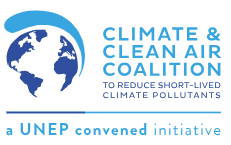 CLIMATE &
CLEAN AIR
COALITION
TO REDUCE SHORT-LIVED
CLIMATE POLLUTANTS
a UNEP convened initiative